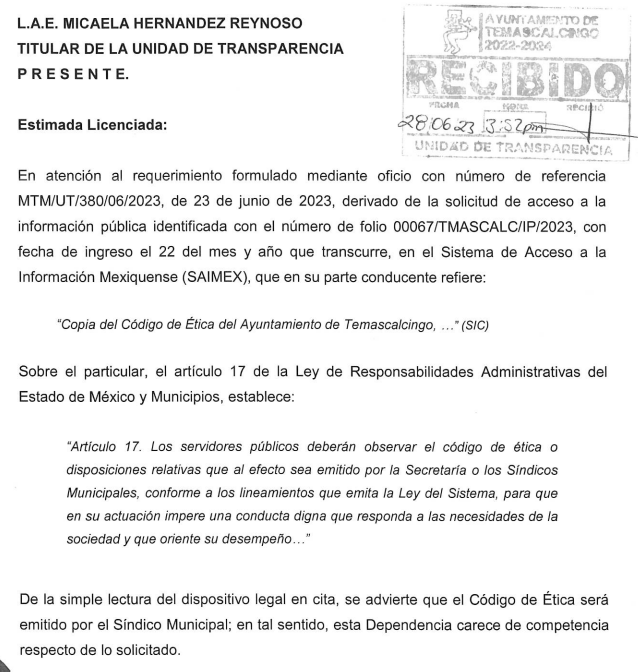 L.A.E. MICAELA HERNANDEZ REYNOSO
TITULAR DE LA UNIDAD DE TRANSPARENCIA
P R E S E N T E.
AYUNTAMIENTO DE
TEMASCALCINGO
2022-2024
RECIBIDO
FECHA HORA RECIBIÓ
28 06 23 3:52pm
UNIDAD DE TRANSPARENCIA
Estimada Licenciada:
En atención al requerimiento formulado mediante oficio con número de referencia
MTM/UT/380/06/2023, de 23 de junio de 2023, derivado de la solicitud de acceso a la
información pública identificada con el número de folio 00067/TMASCALC/IP/2023, con
fecha de ingreso el 22 del mes y año que transcurre, en el Sistema de Acceso a la
Información Mexiquense (SAIMEX), que en su parte conducente refiere:
“Copia del Código de Ética del Ayuntamiento de Temascalcingo, …” (SIC)
Sobre el particular, el artículo 17 de la Ley de Responsabilidades Administrativas del
Estado de México y Municipios, establece:
“Artículo 17. Los servidores públicos deberán observar el código de ética o
disposiciones relativas que al efecto sea emitido por la Secretaría o los Síndicos
Municipales, conforme a los lineamientos que emita la Ley del Sistema, para que
en su actuación impere una conducta digna que responda a las necesidades de la
sociedad y que oriente su desempeño…”
De la simple lectura del dispositivo legal en cita, se advierte que el Código de Ética será
emitido por el Síndico Municipal; en tal sentido, esta Dependencia carece de competencia
respecto de lo solicitado.